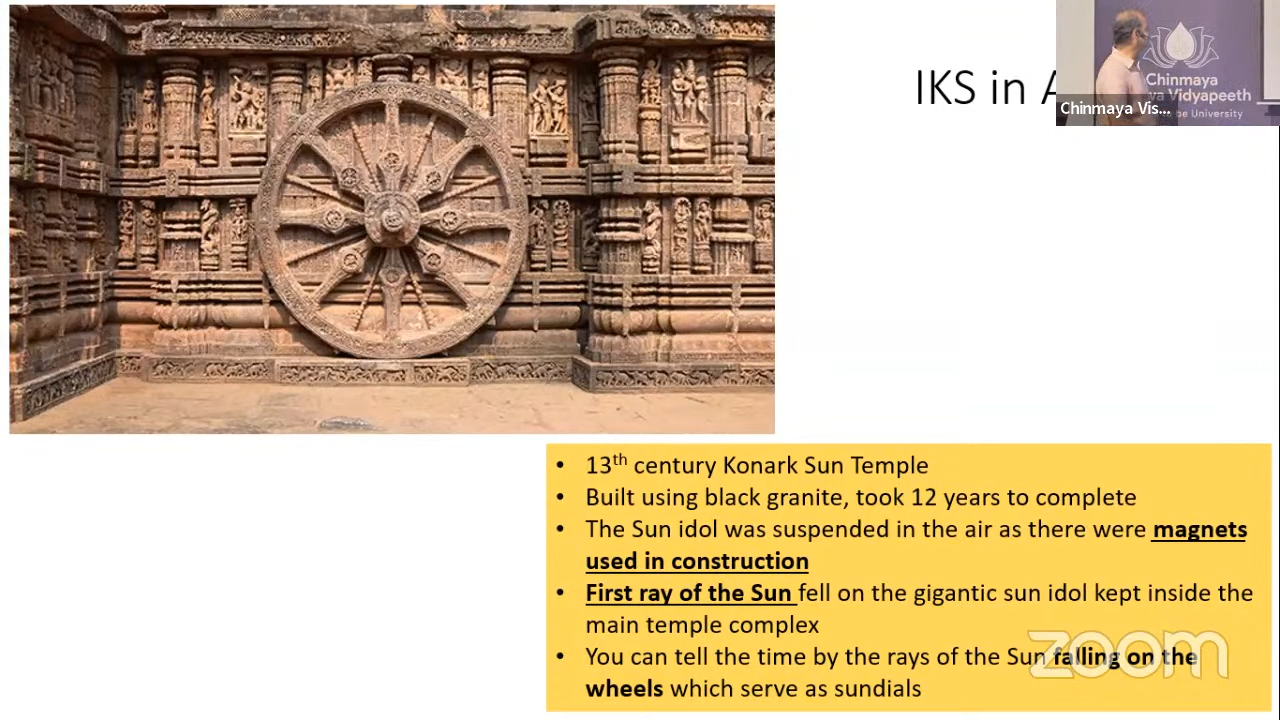 IKS in A
Chinmaya
va Vidyapeeth
be University
Chinmaya Vis...
• 13th century Konark Sun Temple
• Built using black granite, took 12 years to complete
• The Sun idol was suspended in the air as there were magnets
used in construction
• First ray of the Sun fell on the gigantic sun idol kept inside the
main temple complex
• You can tell the time by the rays of the Sun falling on the
wheels which serve as sundials
zoom